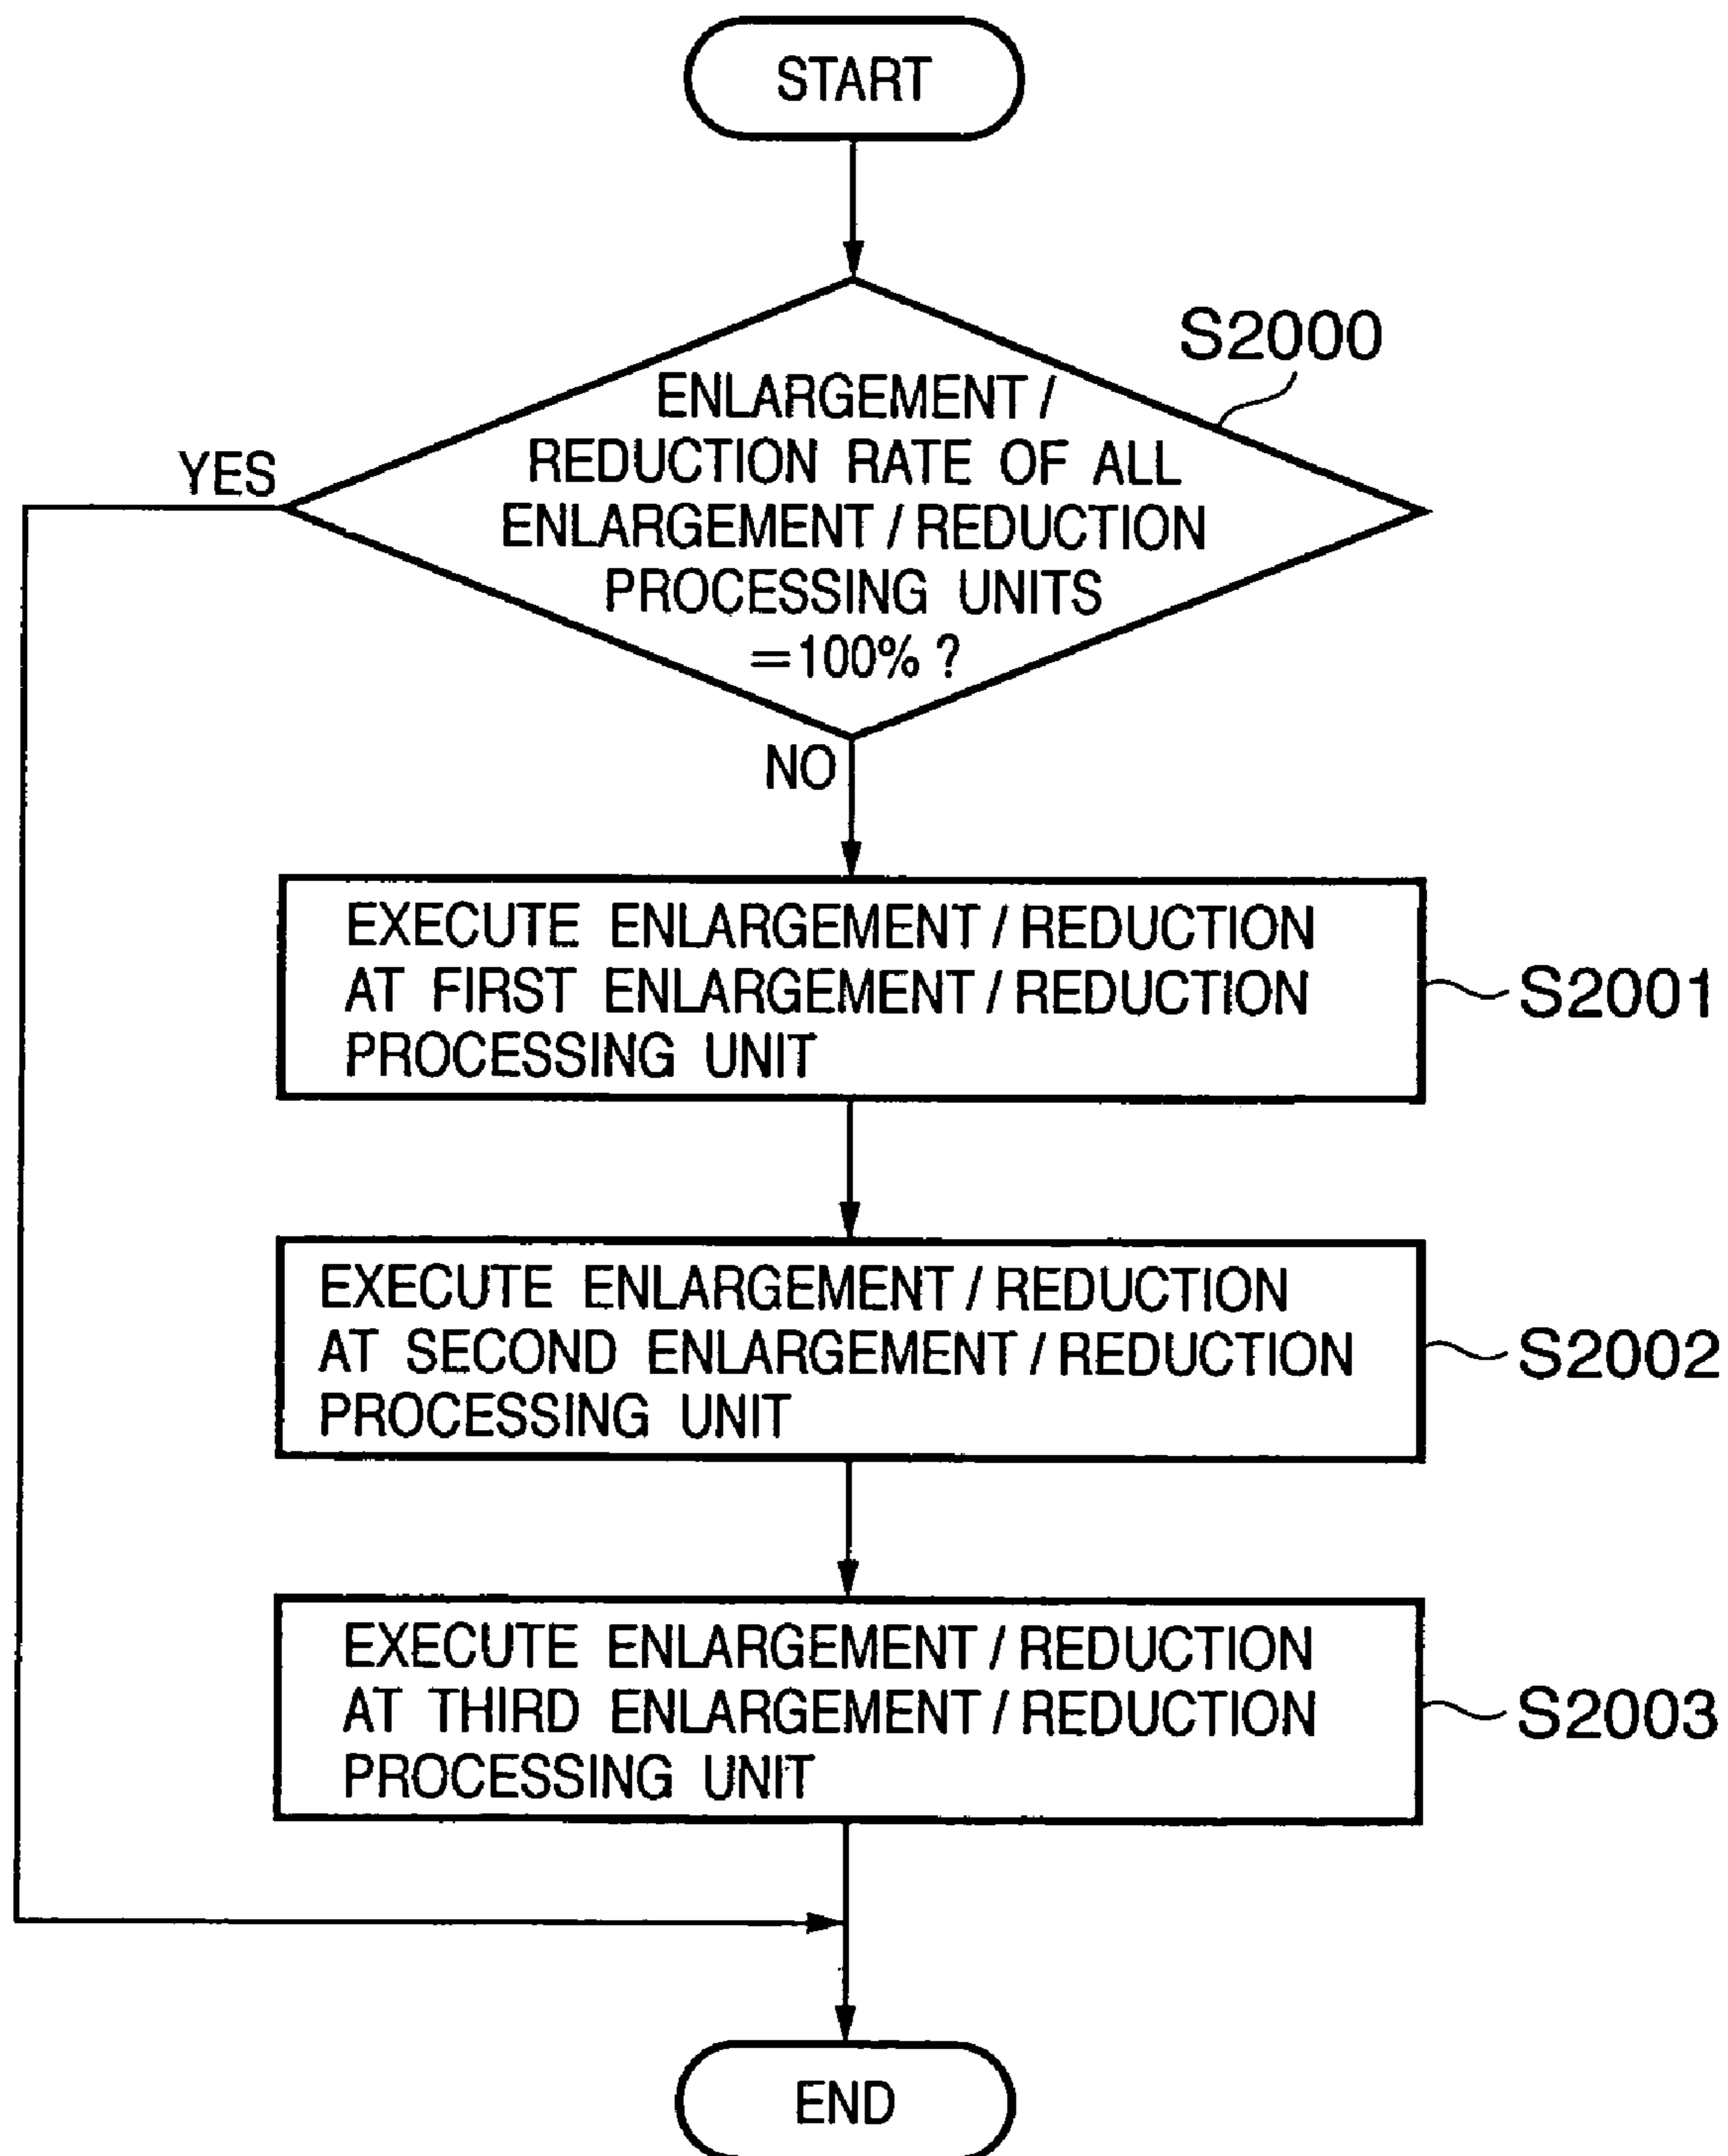 START
S2000
ENLARGEMENT /
REDUCTION RATE OF ALL
ENLARGEMENT / REDUCTION
PROCESSING UNITS
=100% ?
YES
NO
EXECUTE ENLARGEMENT / REDUCTION
AT FIRST ENLARGEMENT / REDUCTION
PROCESSING UNIT
S2001
EXECUTE ENLARGEMENT / REDUCTION
AT SECOND ENLARGEMENT / REDUCTION
PROCESSING UNIT
S2002
EXECUTE ENLARGEMENT / REDUCTION
AT THIRD ENLARGEMENT / REDUCTION
PROCESSING UNIT
S2003
END